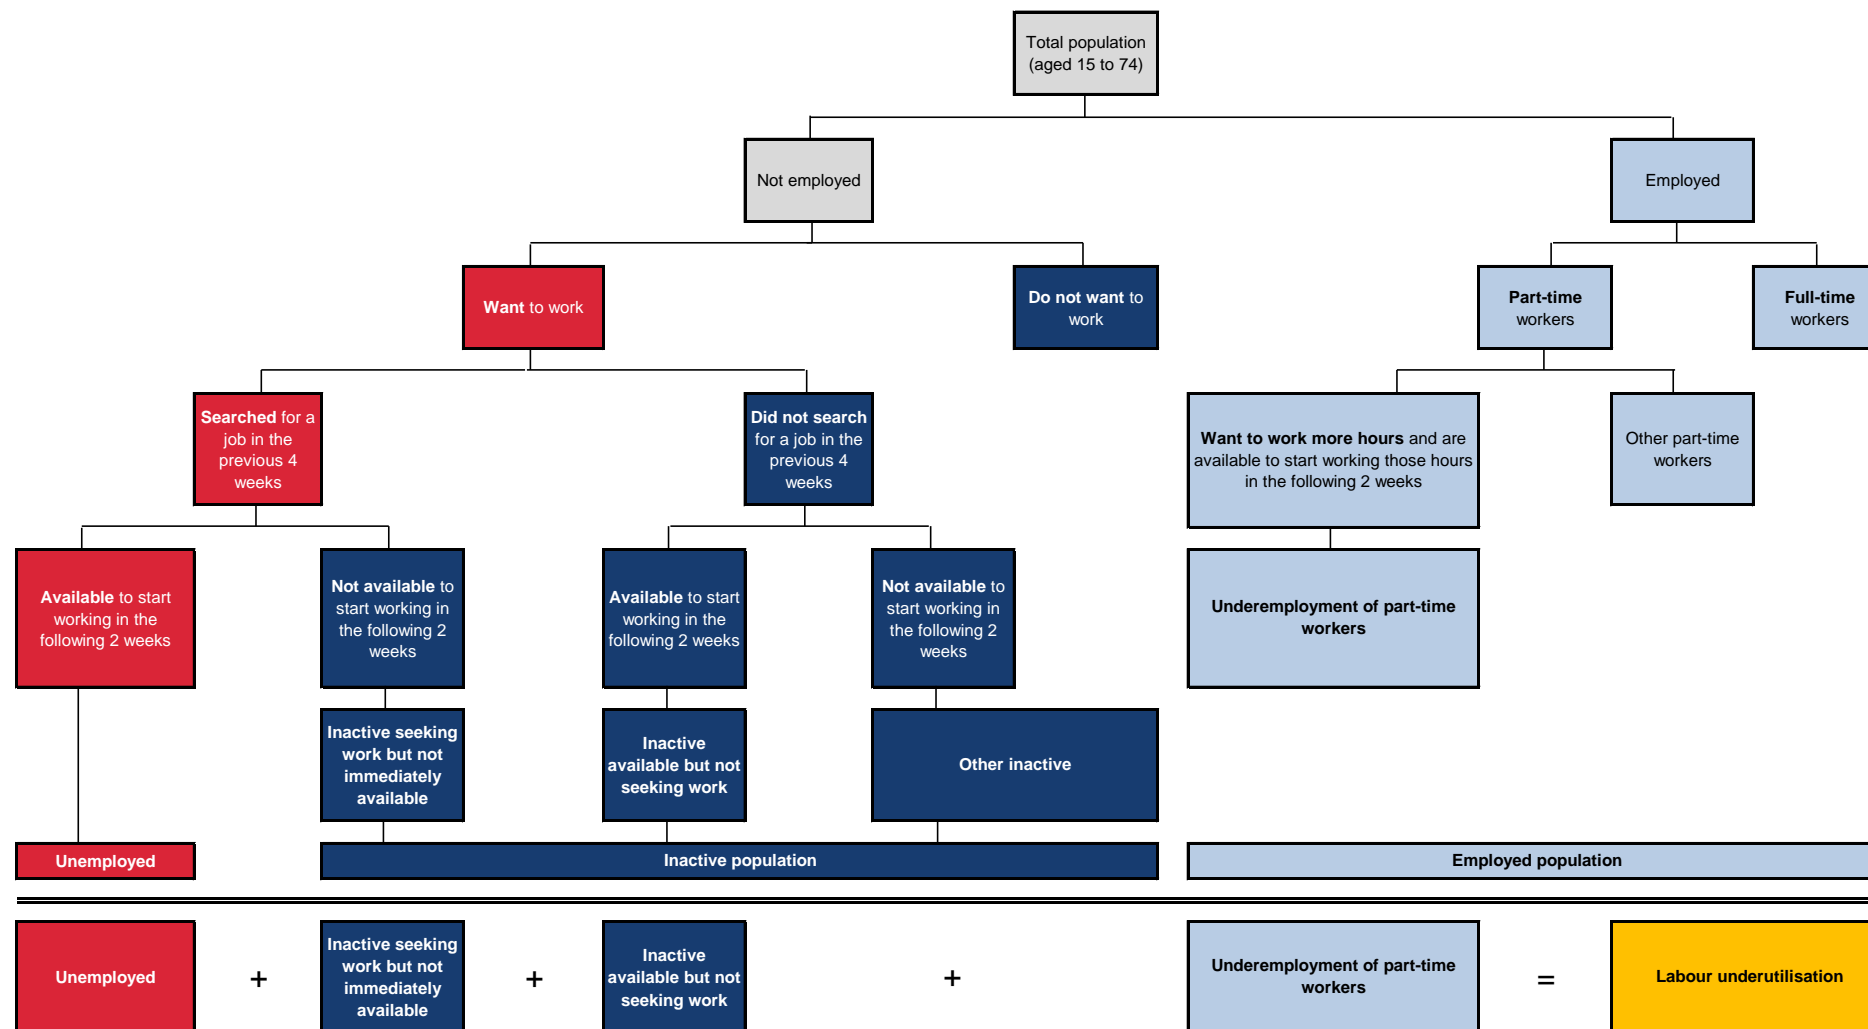 Total population
(aged 15 to 74)
Not employed
Employed
Want to work
Do not want to
work
Part-time
workers
Full-time
workers
Searched for a
job in the
previous 4
weeks
Did not search
for a job in the
previous 4
weeks
Want to work more hours and are
available to start working those hours
in the following 2 weeks
Other part-time
workers
Available to start
working in the
following 2 weeks
Not available to
start working in
the following 2
weeks
Available to start
working in the
following 2 weeks
Not available to
start working in
the following 2
weeks
Underemployment of part-time
workers
Inactive seeking
work but not
immediately
available
Inactive
available but not
seeking work
Other inactive
Unemployed
Inactive population
Employed population
Unemployed
+
Inactive seeking
work but not
immediately
available
+
Inactive
available but not
seeking work
+
Underemployment of part-time
workers
=
Labour underutilisation